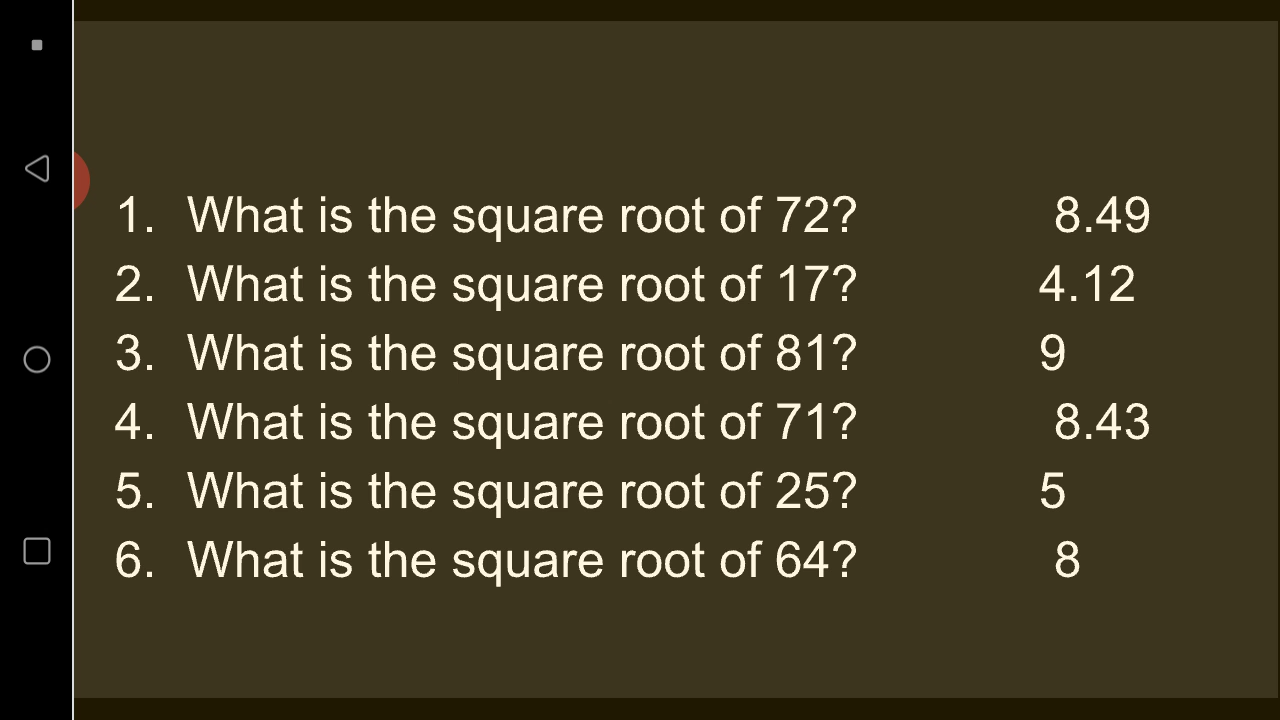 1. What is the square root of 72? 8.49
2. What is the square root of 17? 4.12
3. What is the square root of 81? 9
4. What is the square root of 71? 8.43
5. What is the square root of 25? 5
6. What is the square root of 64? 8